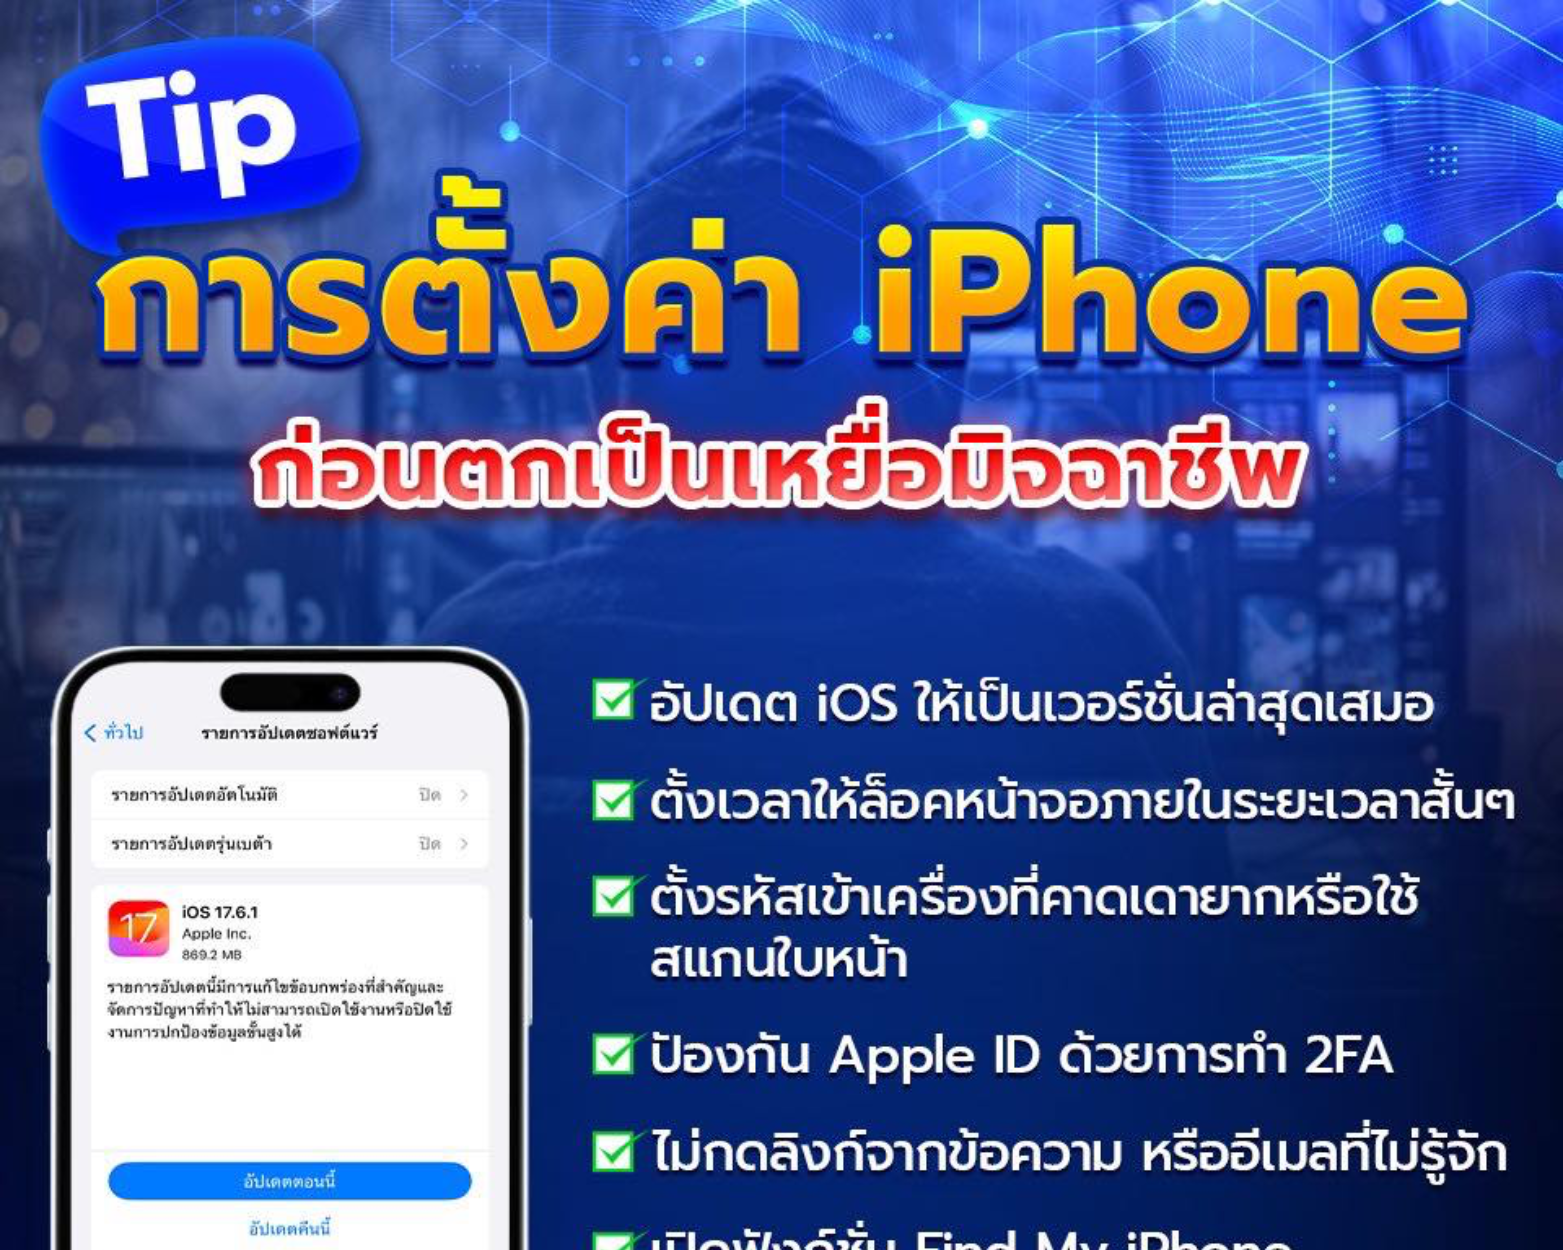 Tip
การตั้งค่า iPhone
ก่อนตกเป็นเหยื่อมิจฉาชีพ
ทั่วไป
รายการอัปเดตซอฟต์แวร์
รายการอัปเดตอัตโนมัติ ปิด
รายการอัปเดตรุ่นเบต้า ปิด
17
iOS 17.6.1
Apple Inc.
869.2 MB
รายการอัปเดตนี้มีการแก้ไขข้อบกพร่องที่สำคัญและ
จัดการปัญหาที่ทำให้ไม่สามารถเปิดใช้งานหรือปิดใช้
งานการปกป้องข้อมูลขั้นสูงได้
อัปเดตตอนนี้
อัปเดตคืนนี้
อัปเดต iOS ให้เป็นเวอร์ชั่นล่าสุดเสมอ
ตั้งเวลาให้ล็อคหน้าจอภายในระยะเวลาสั้นๆ
ตั้งรหัสเข้าเครื่องที่คาดเดายากหรือใช้
สแกนใบหน้า
ป้องกัน Apple ID ด้วยการทำ 2FA
ไม่กดลิงก์จากข้อความ หรืออีเมลที่ไม่รู้จัก
เปิดฟังก์ชั่น Find My iPhone